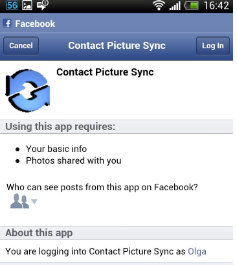 56 16:42
Facebook
Cancel Contact Picture Sync Log In
Contact Picture Sync
Using this app requires:
Your basic info
Photos shared with you
Who can see posts from this app on Facebook?
About this app
You are logging into Contact Picture Sync as Olga